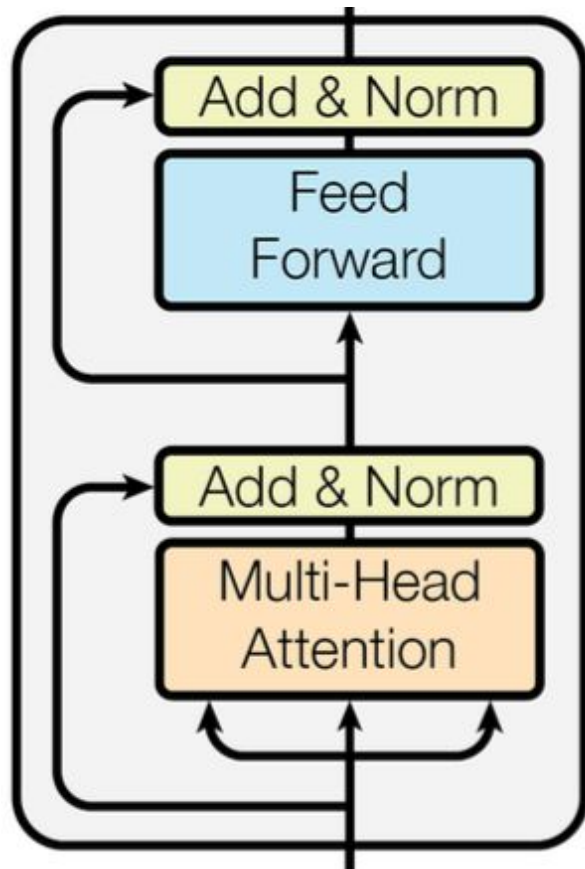 Add & Norm
Feed
Forward
Add & Norm
Multi-Head
Attention